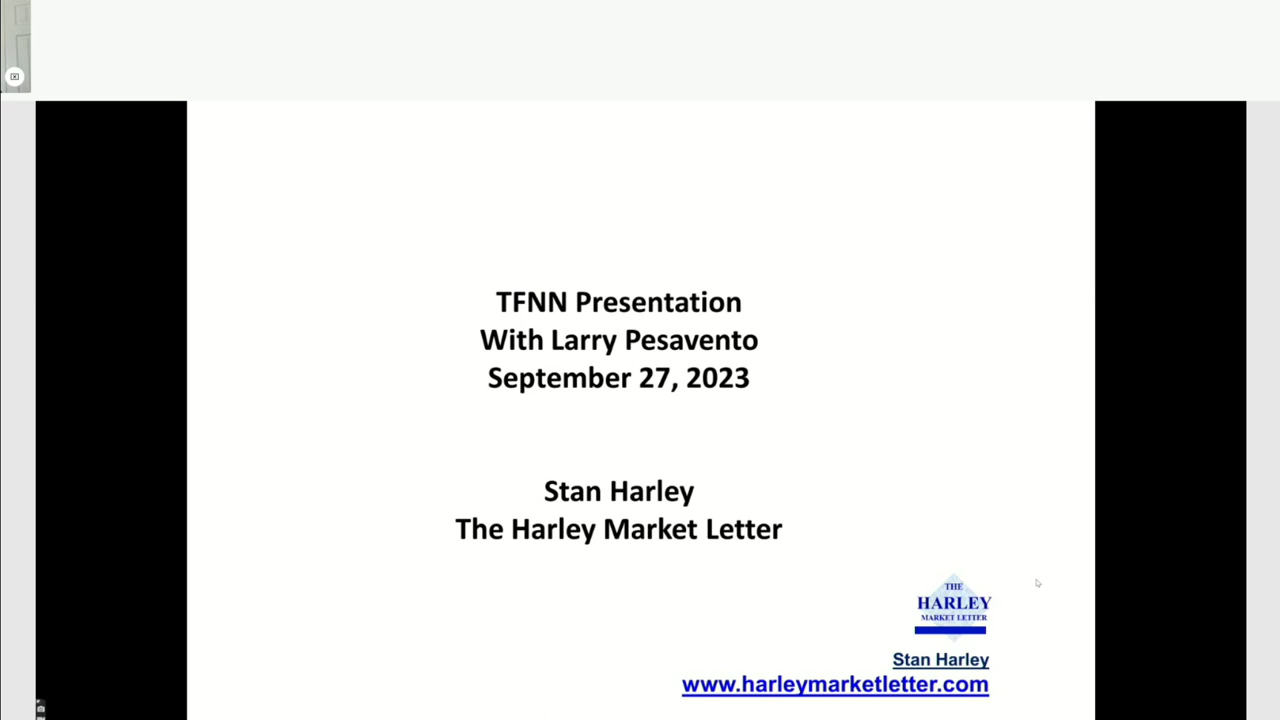 TFNN Presentation
With Larry Pesavento
September 27, 2023
Stan Harley
The Harley Market Letter
THE
HARLEY
MARKET LETTER
Stan Harley
www.harleymarketletter.com